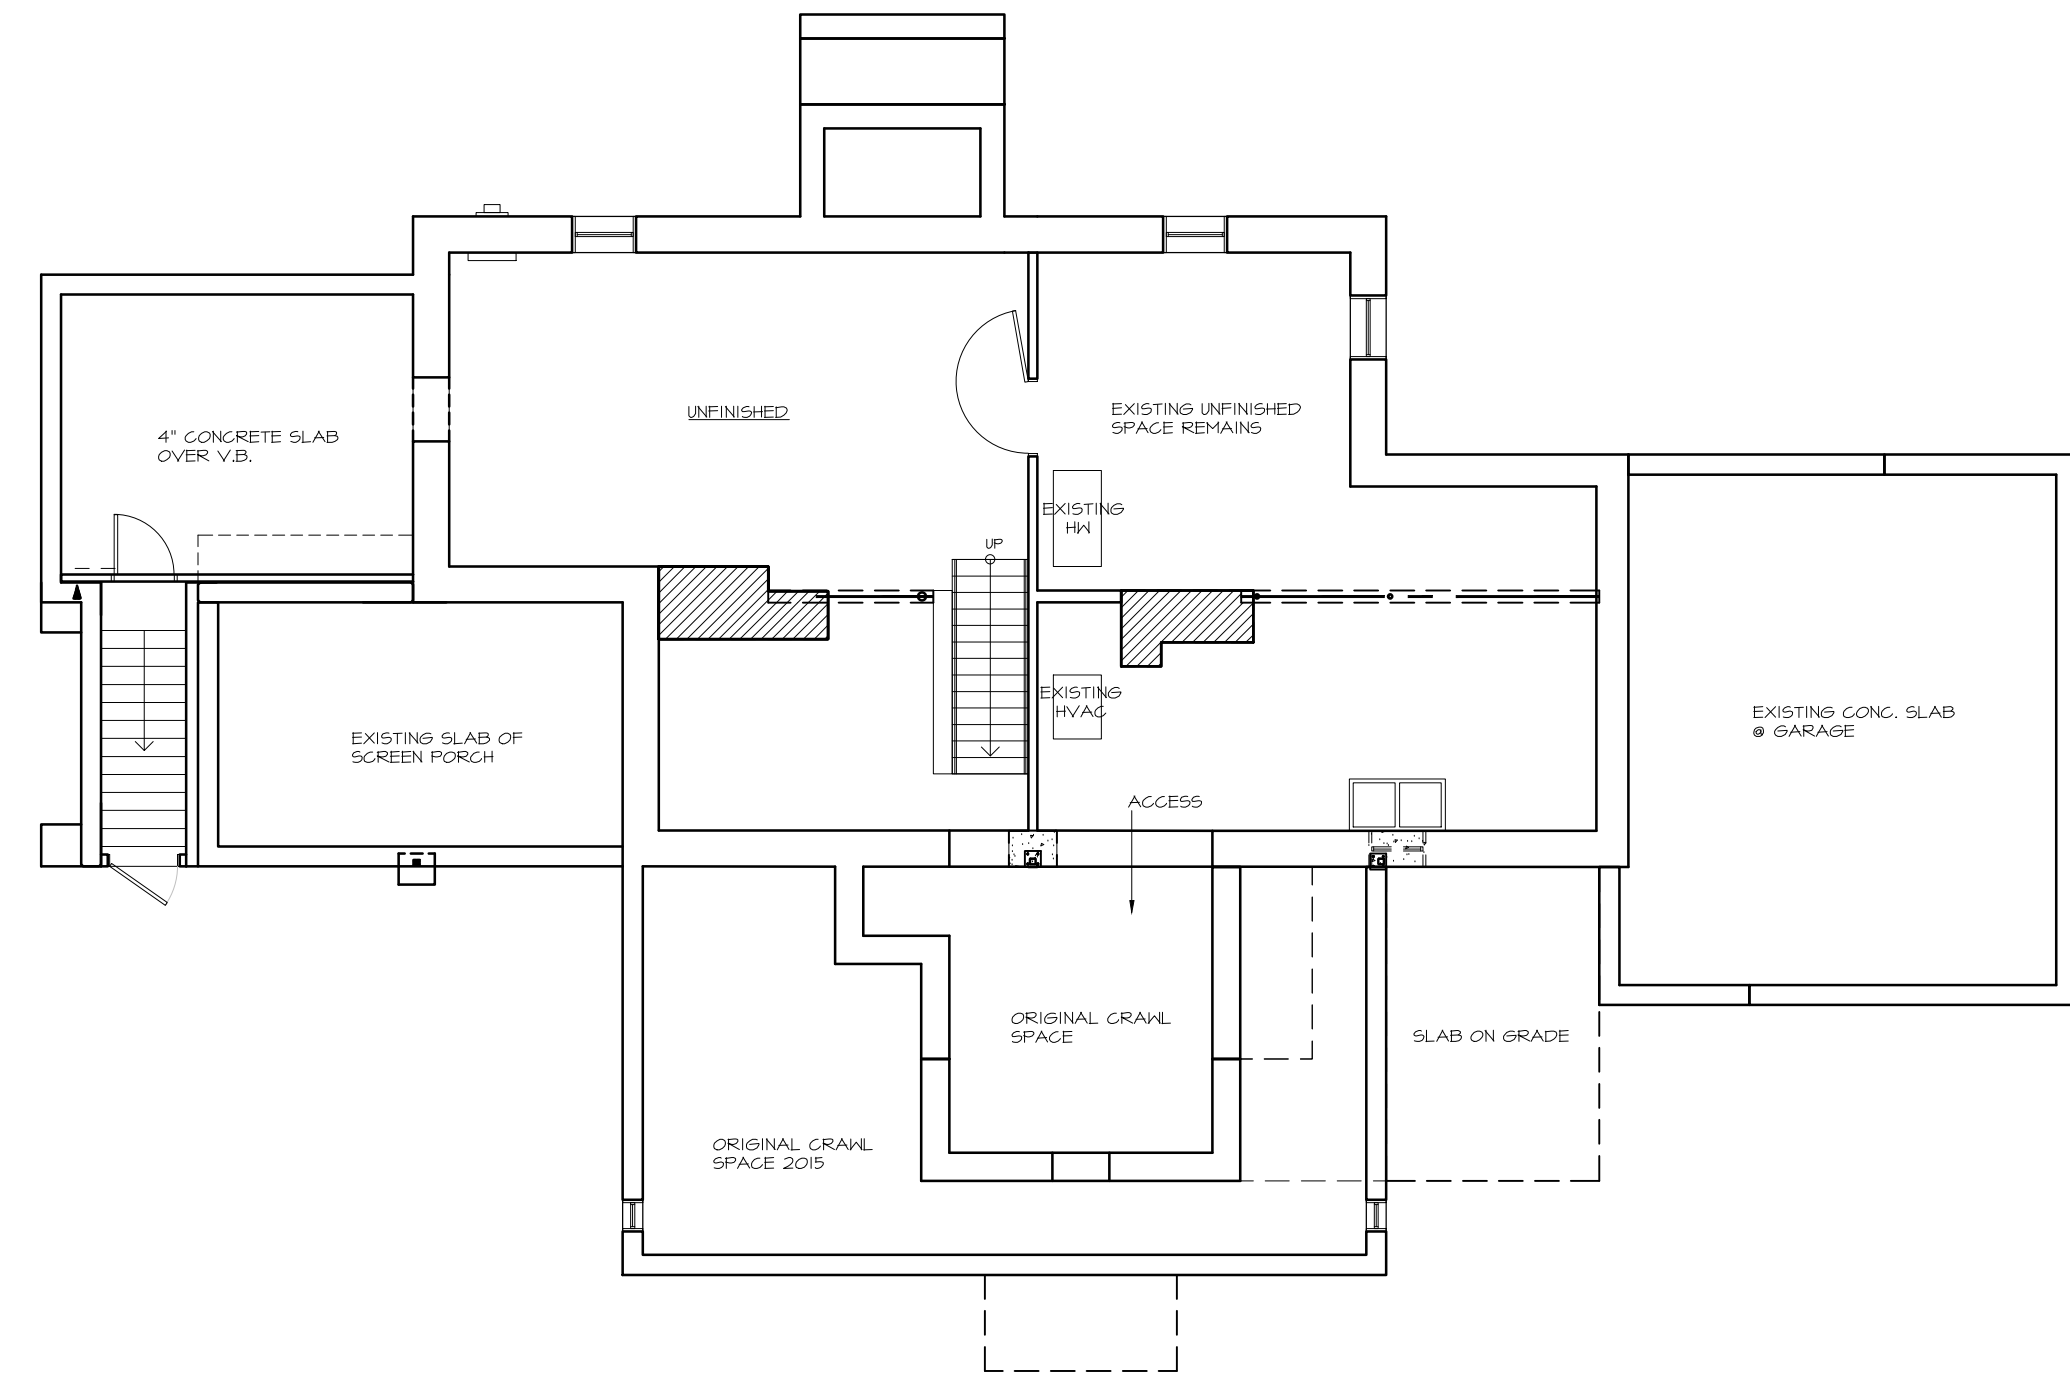 UNFINISHED
EXISTING UNFINISHED
SPACE REMAINS
4" CONCRETE SLAB
OVER V.B.
EXISTING
HW
UP
EXISTING
HVAC
EXISTING SLAB OF
SCREEN PORCH
EXISTING CONC. SLAB
@ GARAGE
ACCESS
ORIGINAL CRAWL
SPACE
SLAB ON GRADE
ORIGINAL CRAWL
SPACE 2015